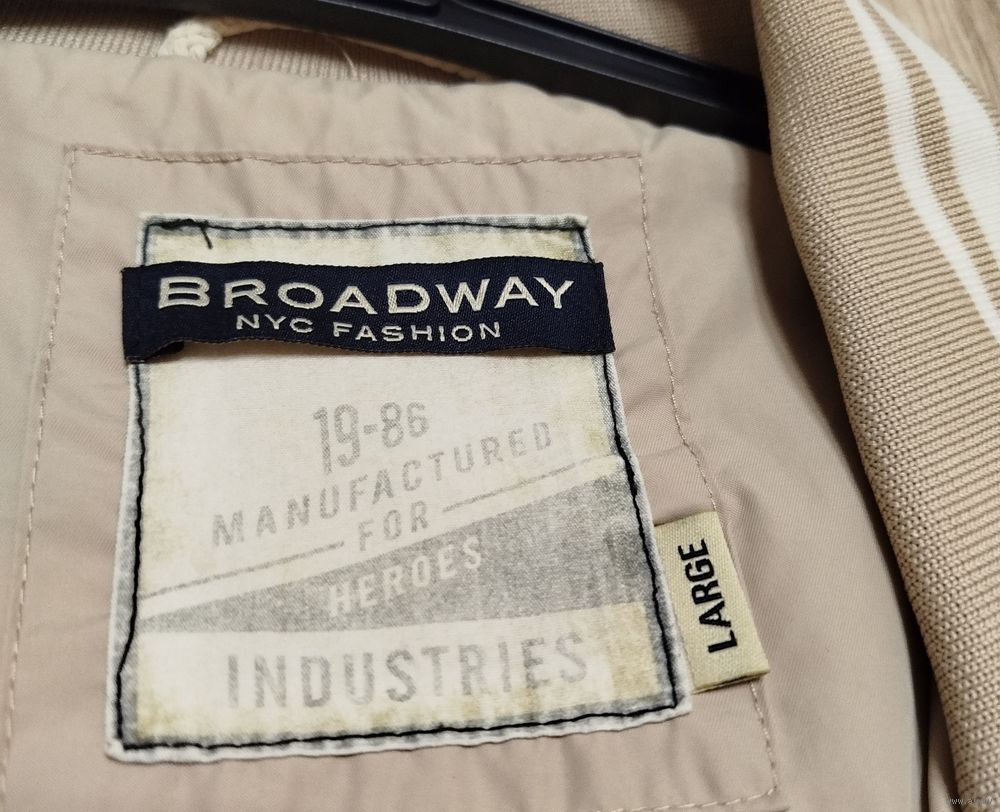 BROADWAY
NYC FASHION
19-86
MANUFACTURED
FOR
HEROES
INDUSTRIES
LARGE